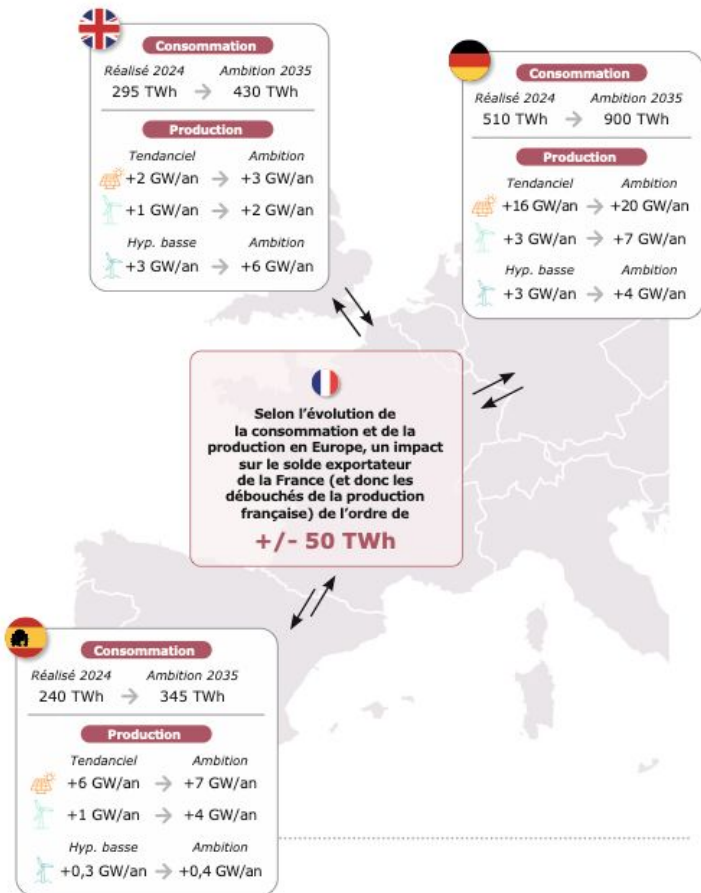 Consommation
Réalisé 2024 Ambition 2035
295 TWh → 430 TWh
Production
Tendanciel Ambition
+2 GW/an → +3 GW/an
+1 GW/an → +2 GW/an
Hyp. basse Ambition
+3 GW/an → +6 GW/an
Consommation
Réalisé 2024 Ambition 2035
510 TWh → 900 TWh
Production
Tendanciel Ambition
+16 GW/an → +20 GW/an
+3 GW/an → +7 GW/an
Hyp. basse Ambition
+3 GW/an → +4 GW/an
Selon l’évolution de
la consommation et de la
production en Europe, un impact
sur le solde exportateur
de la France (et donc les
débouchés de la production
française) de l’ordre de
+/- 50 TWh
Consommation
Réalisé 2024 Ambition 2035
240 TWh → 345 TWh
Production
Tendanciel Ambition
+6 GW/an → +7 GW/an
+1 GW/an → +4 GW/an
Hyp. basse Ambition
+0,3 GW/an → +0,4 GW/an